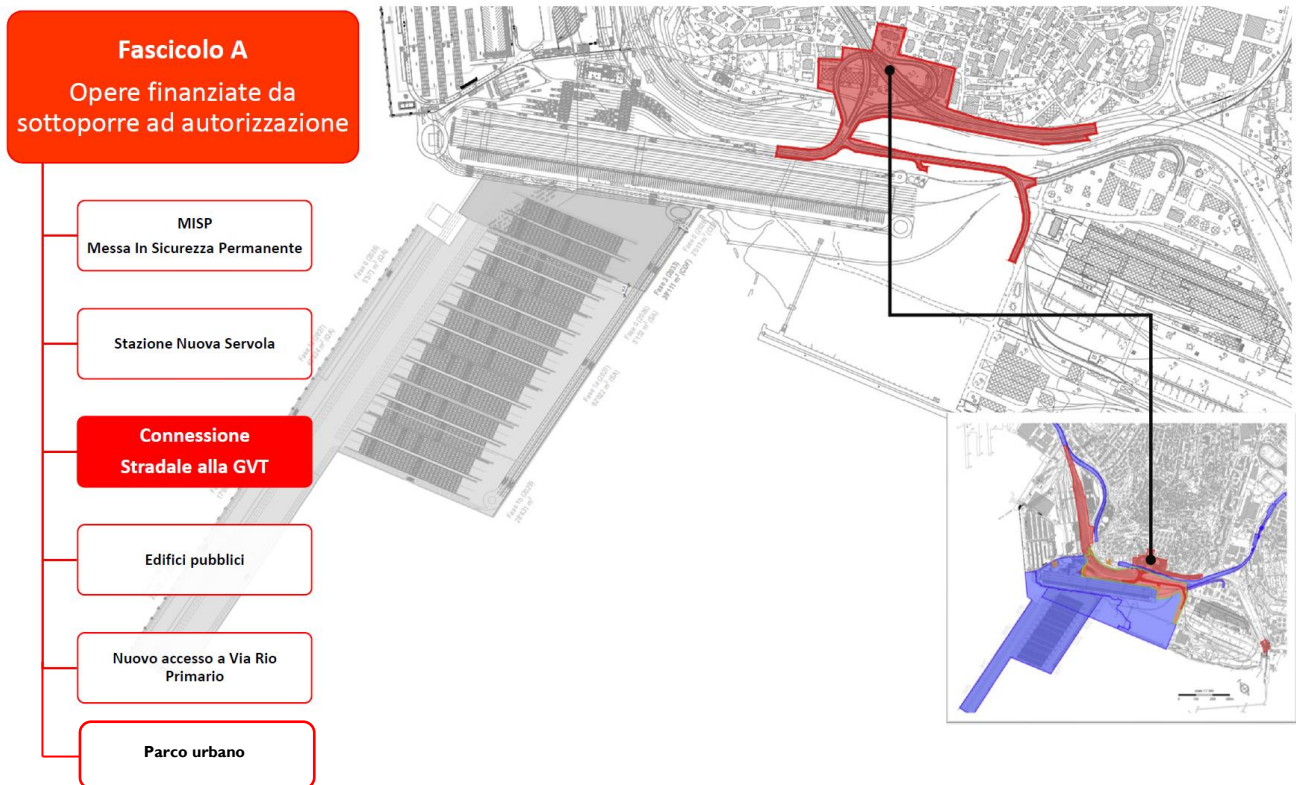 Fascicolo A
Opere finanziate da
sottoporre ad autorizzazione
MISP
Messa In Sicurezza Permanente
Stazione Nuova Servola
Connessione
Stradale alla GVT
Edifici pubblici
Nuovo accesso a Via Rio
Primario
Parco urbano